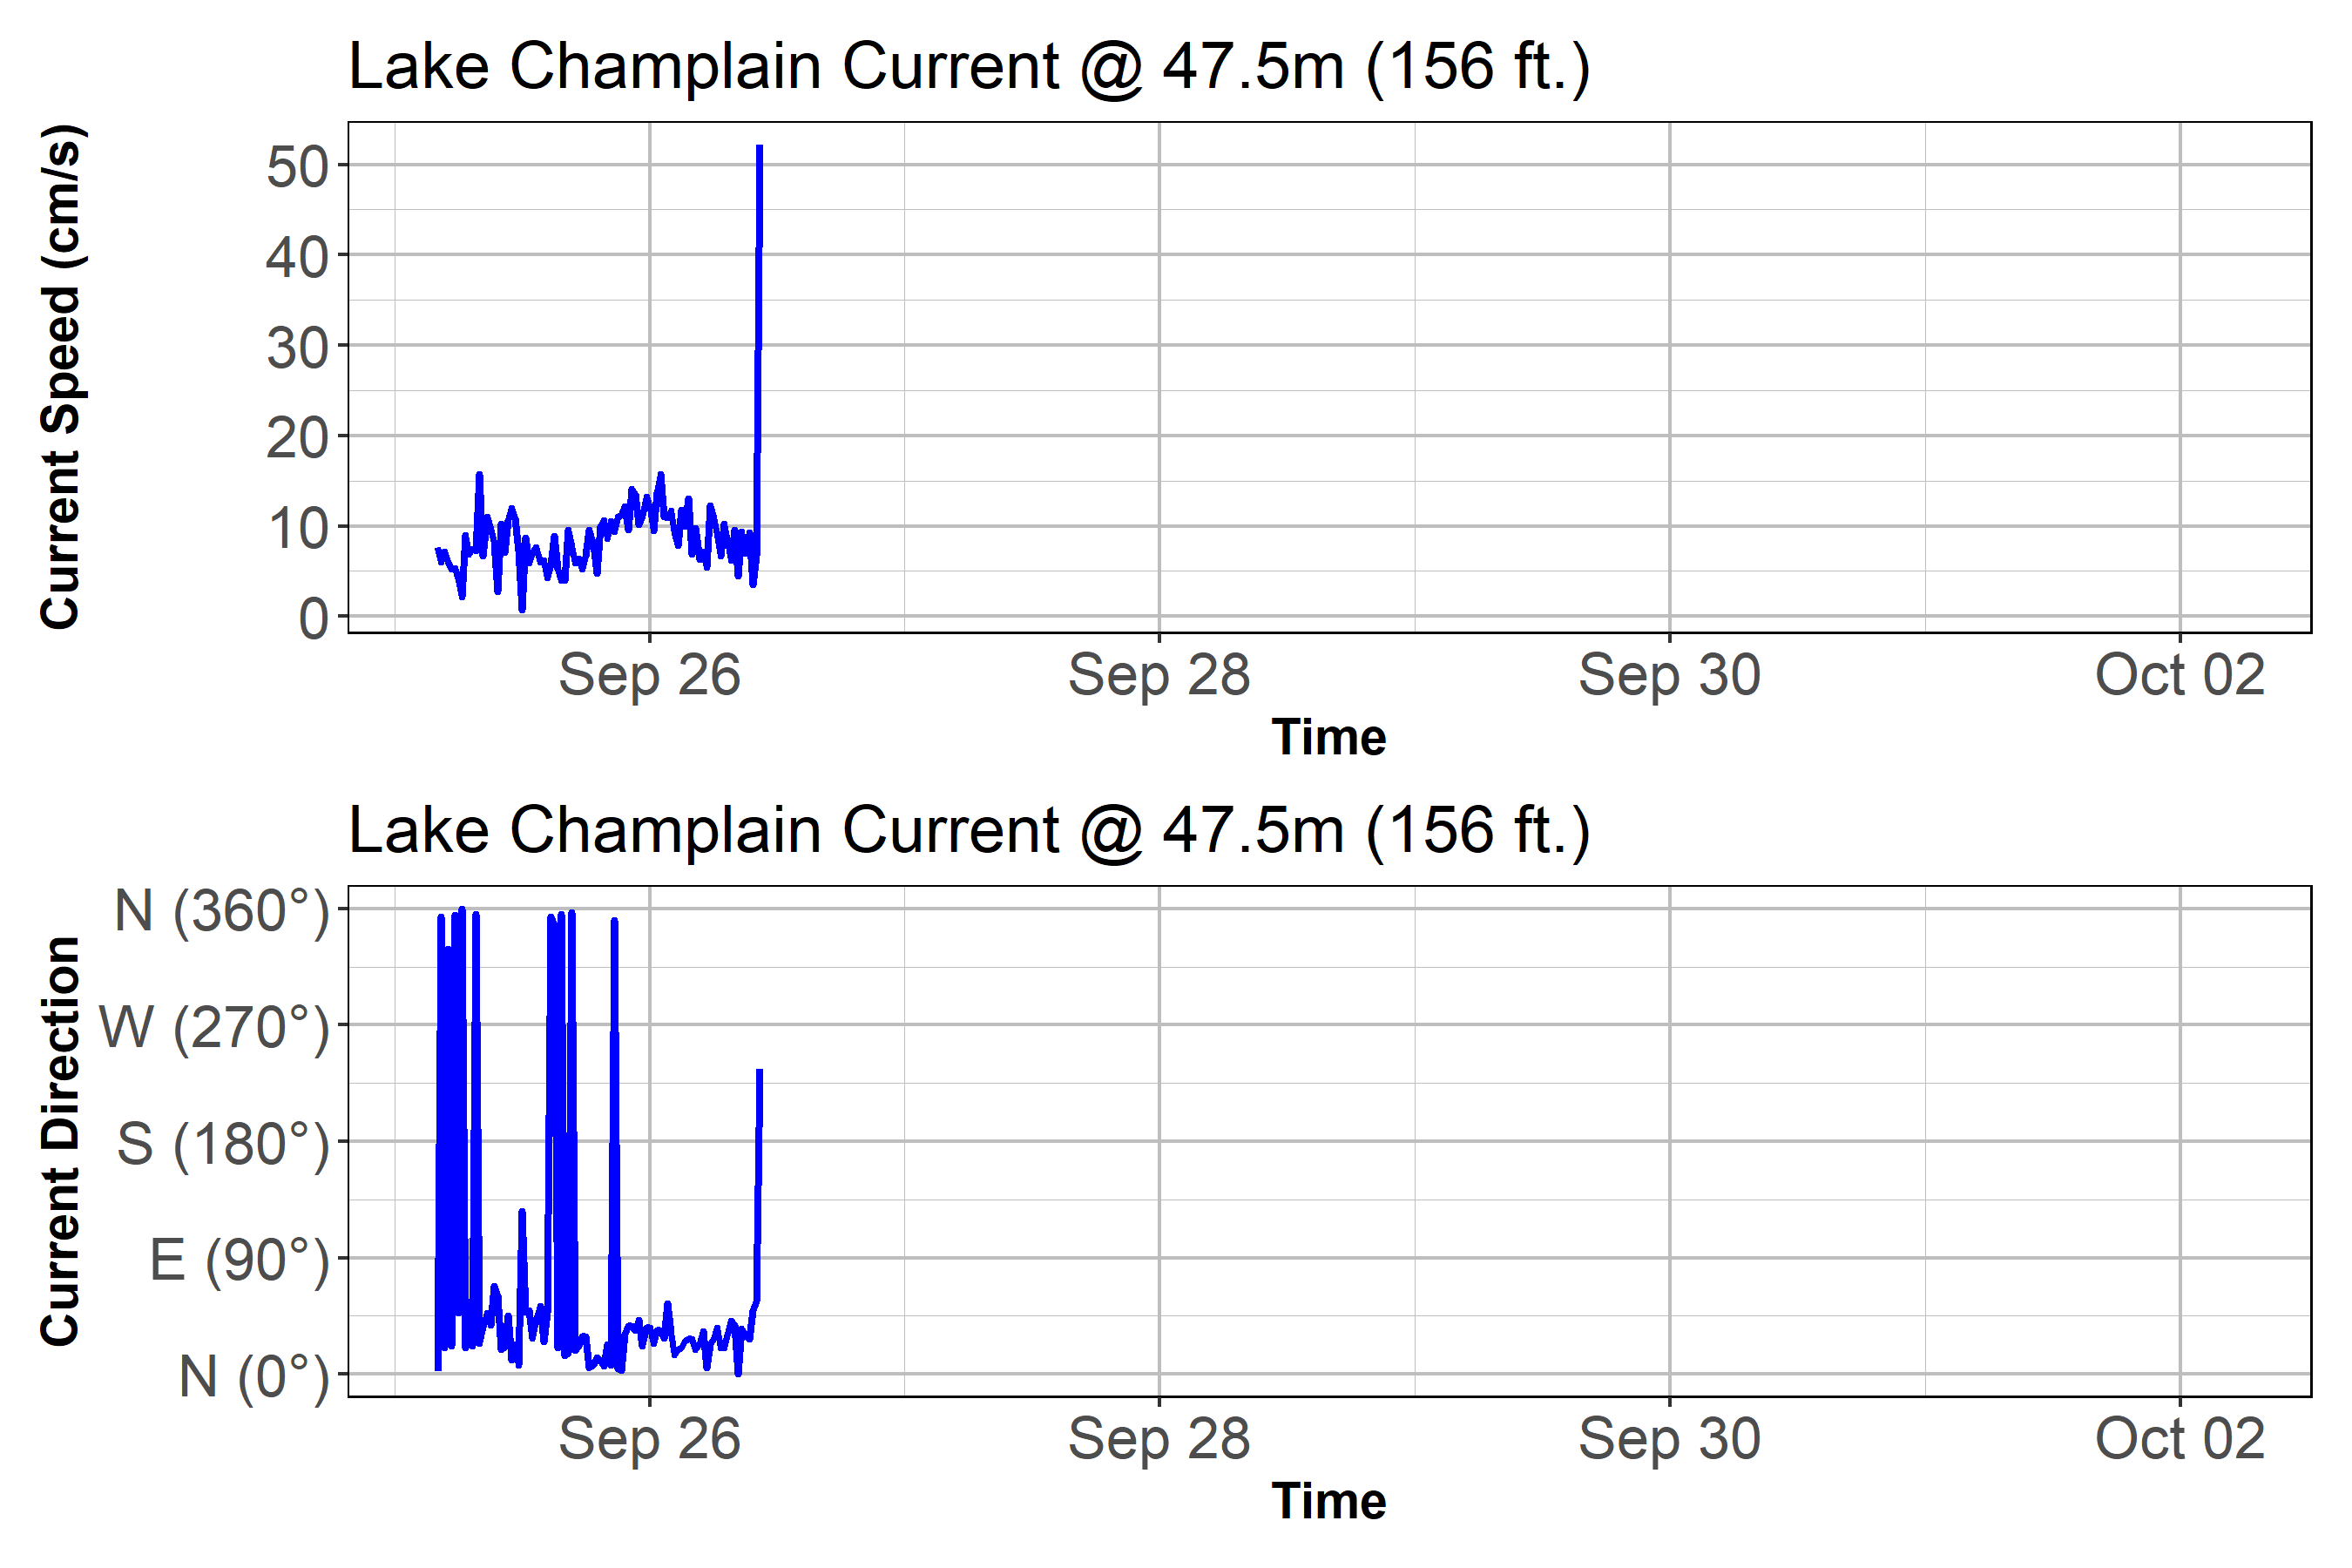 Lake Champlain Current @ 47.5m (156 ft.)
Current Speed (cm/s)
50
40
30
20
10
0
Sep 26 Sep 28 Sep 30 Oct 02
Time
Lake Champlain Current @ 47.5m (156 ft.)
Current Direction
N (360°)
W (270°)
S (180°)
E (90°)
N (0°)
Sep 26 Sep 28 Sep 30 Oct 02
Time